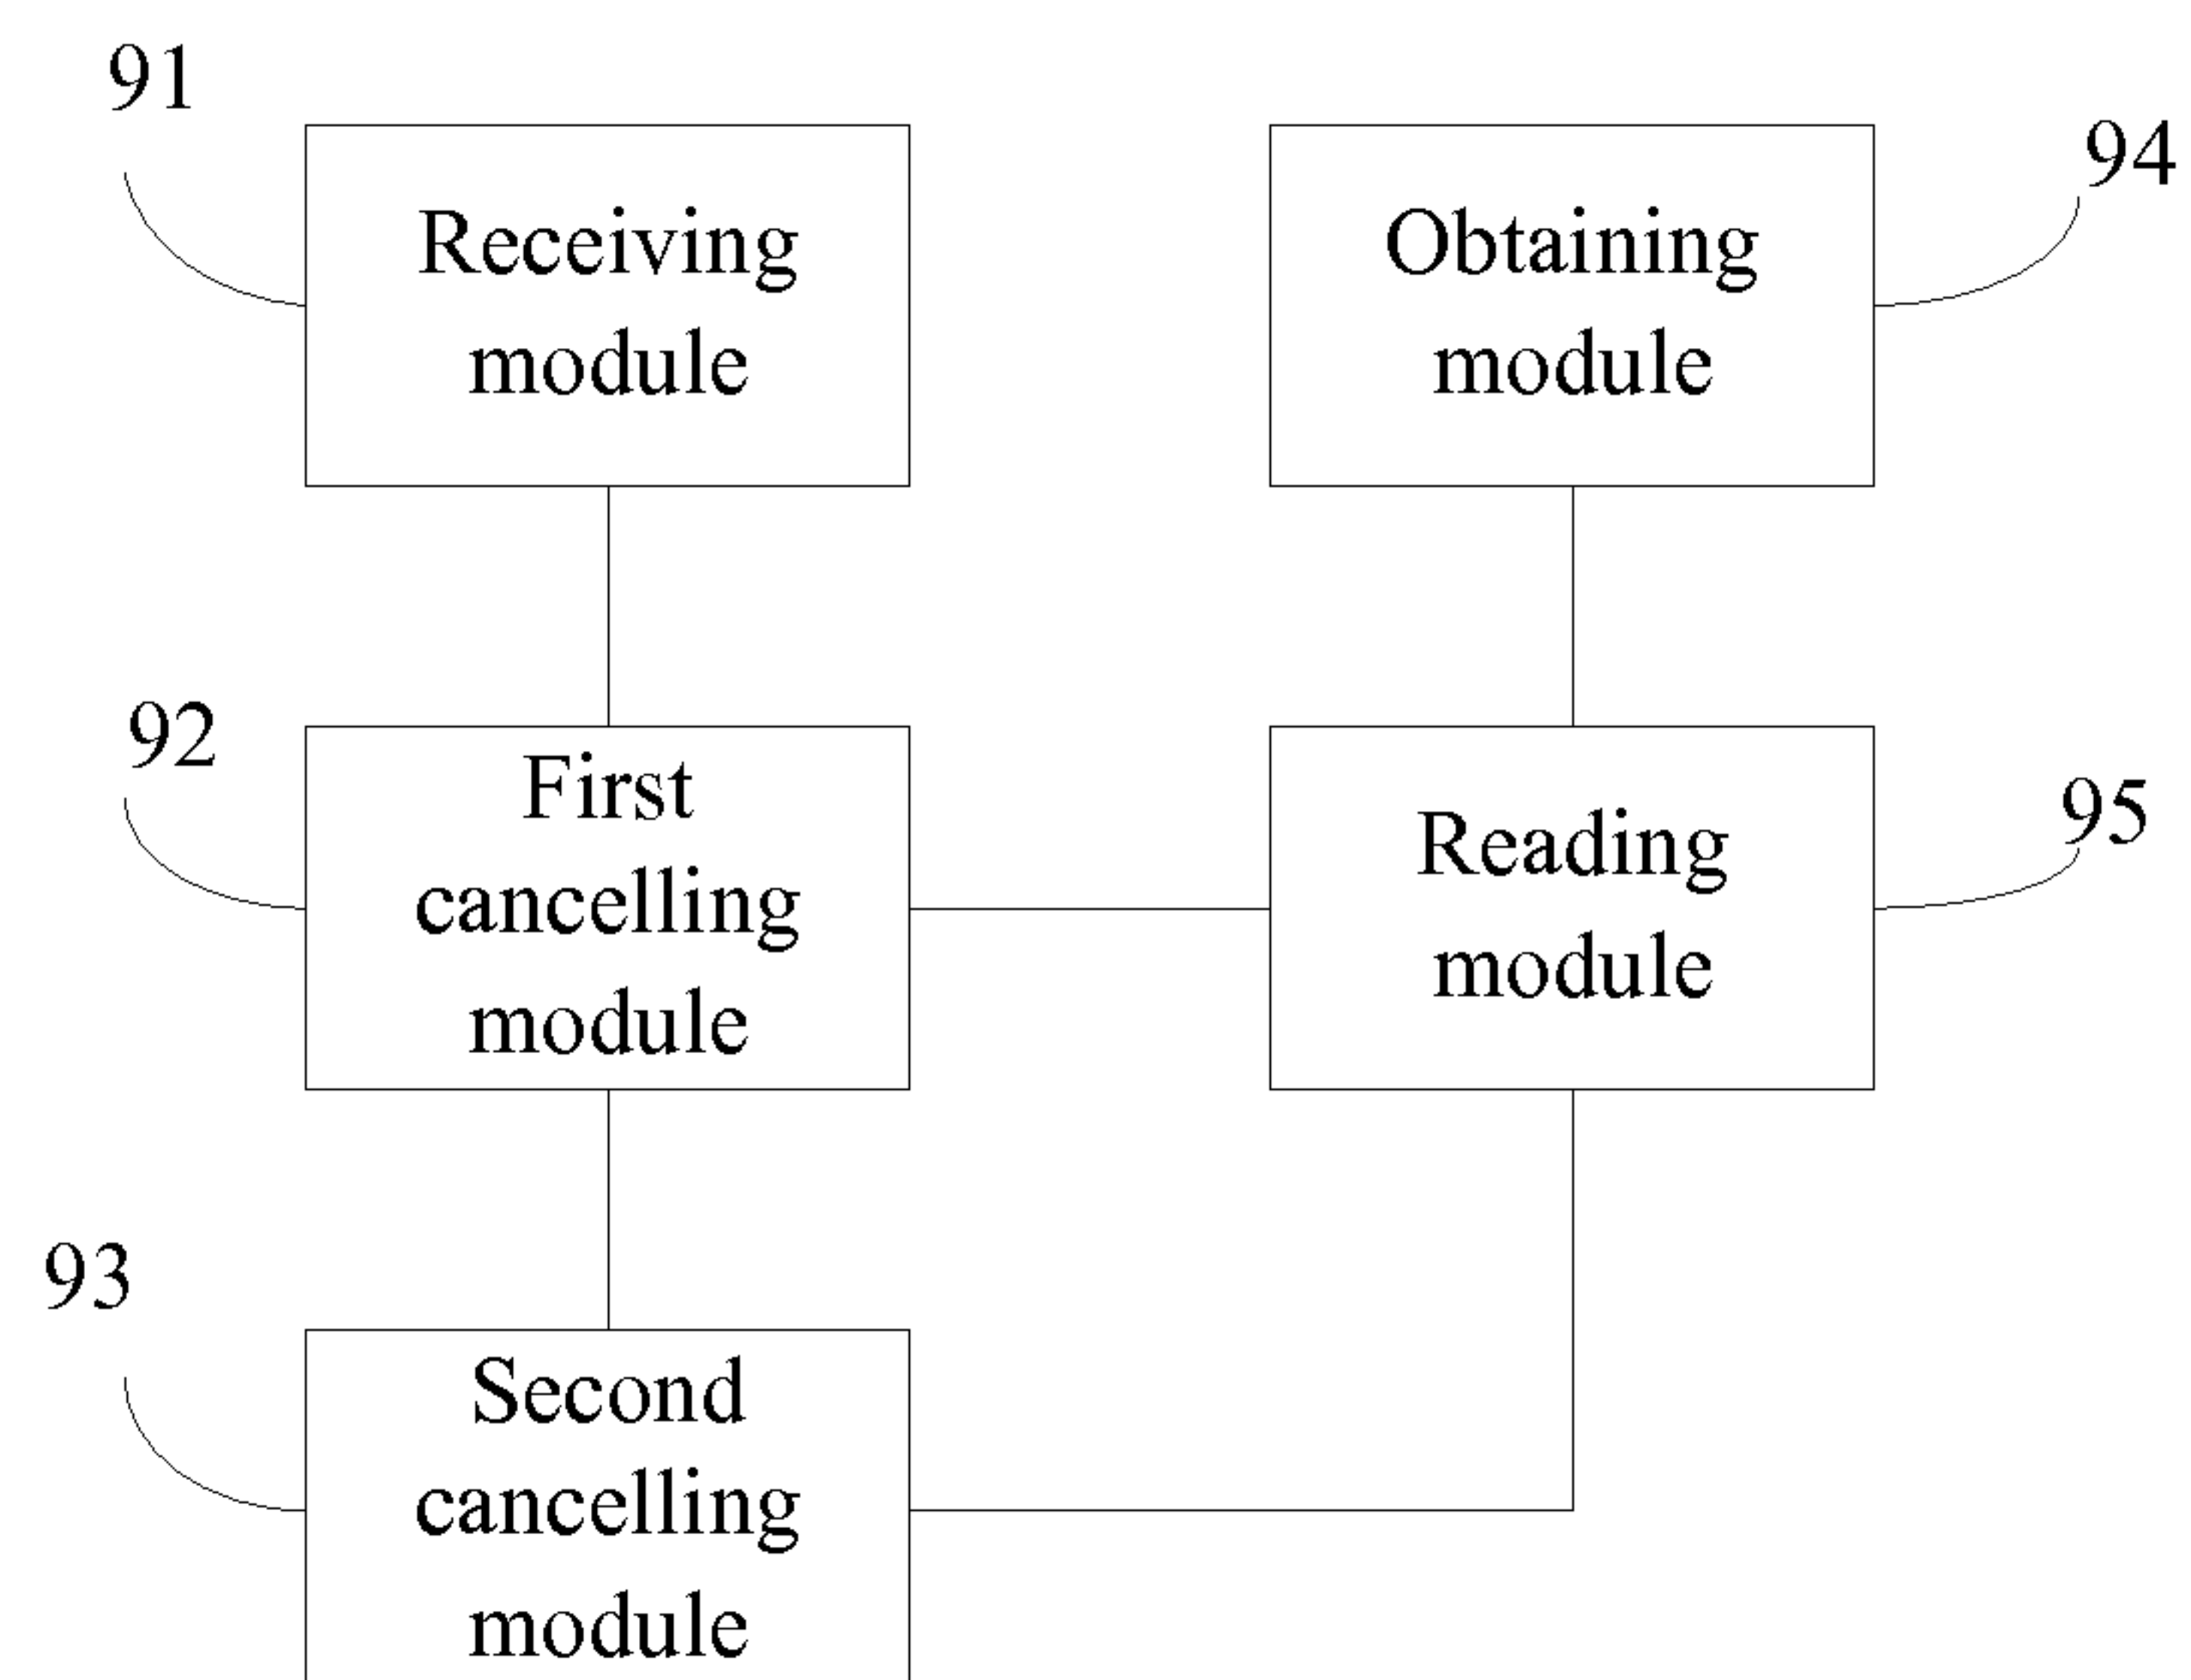 91
Receiving
module
Obtaining
module
94
92
First
cancelling
module
Reading
module
95
93
Second
cancelling
module